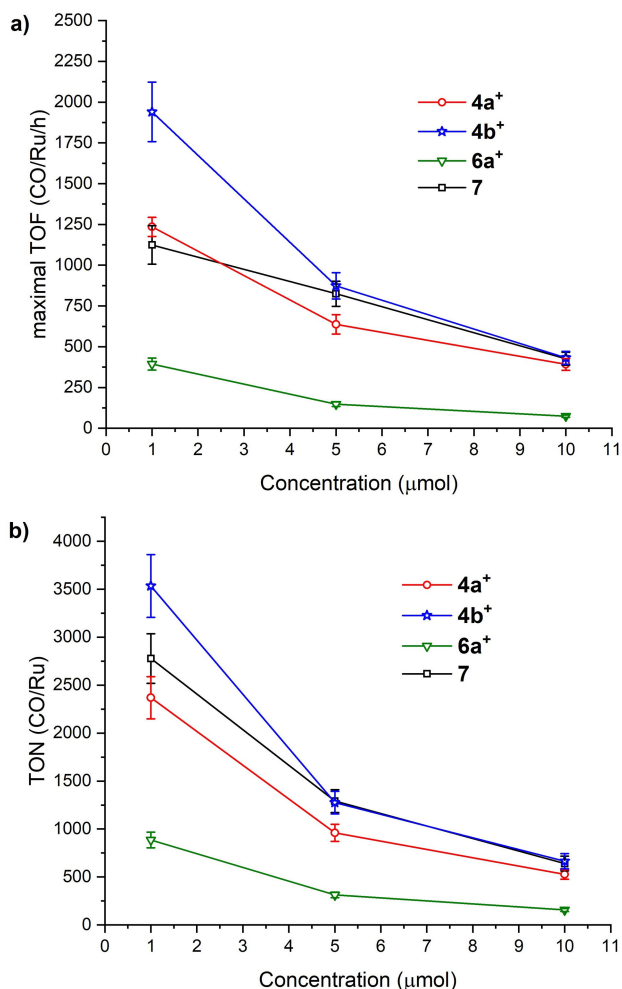 a)
2500
2250
2000
1750
1500
1250
1000
750
500
250
0
maximal TOF (CO/Ru/h)
4a⁺
4b⁺
6a⁺
7
0 1 2 3 4 5 6 7 8 9 10 11
Concentration (μmol)
b)
4000
3500
3000
2500
2000
1500
1000
500
0
TON (CO/Ru)
4a⁺
4b⁺
6a⁺
7
0 1 2 3 4 5 6 7 8 9 10 11
Concentration (μmol)